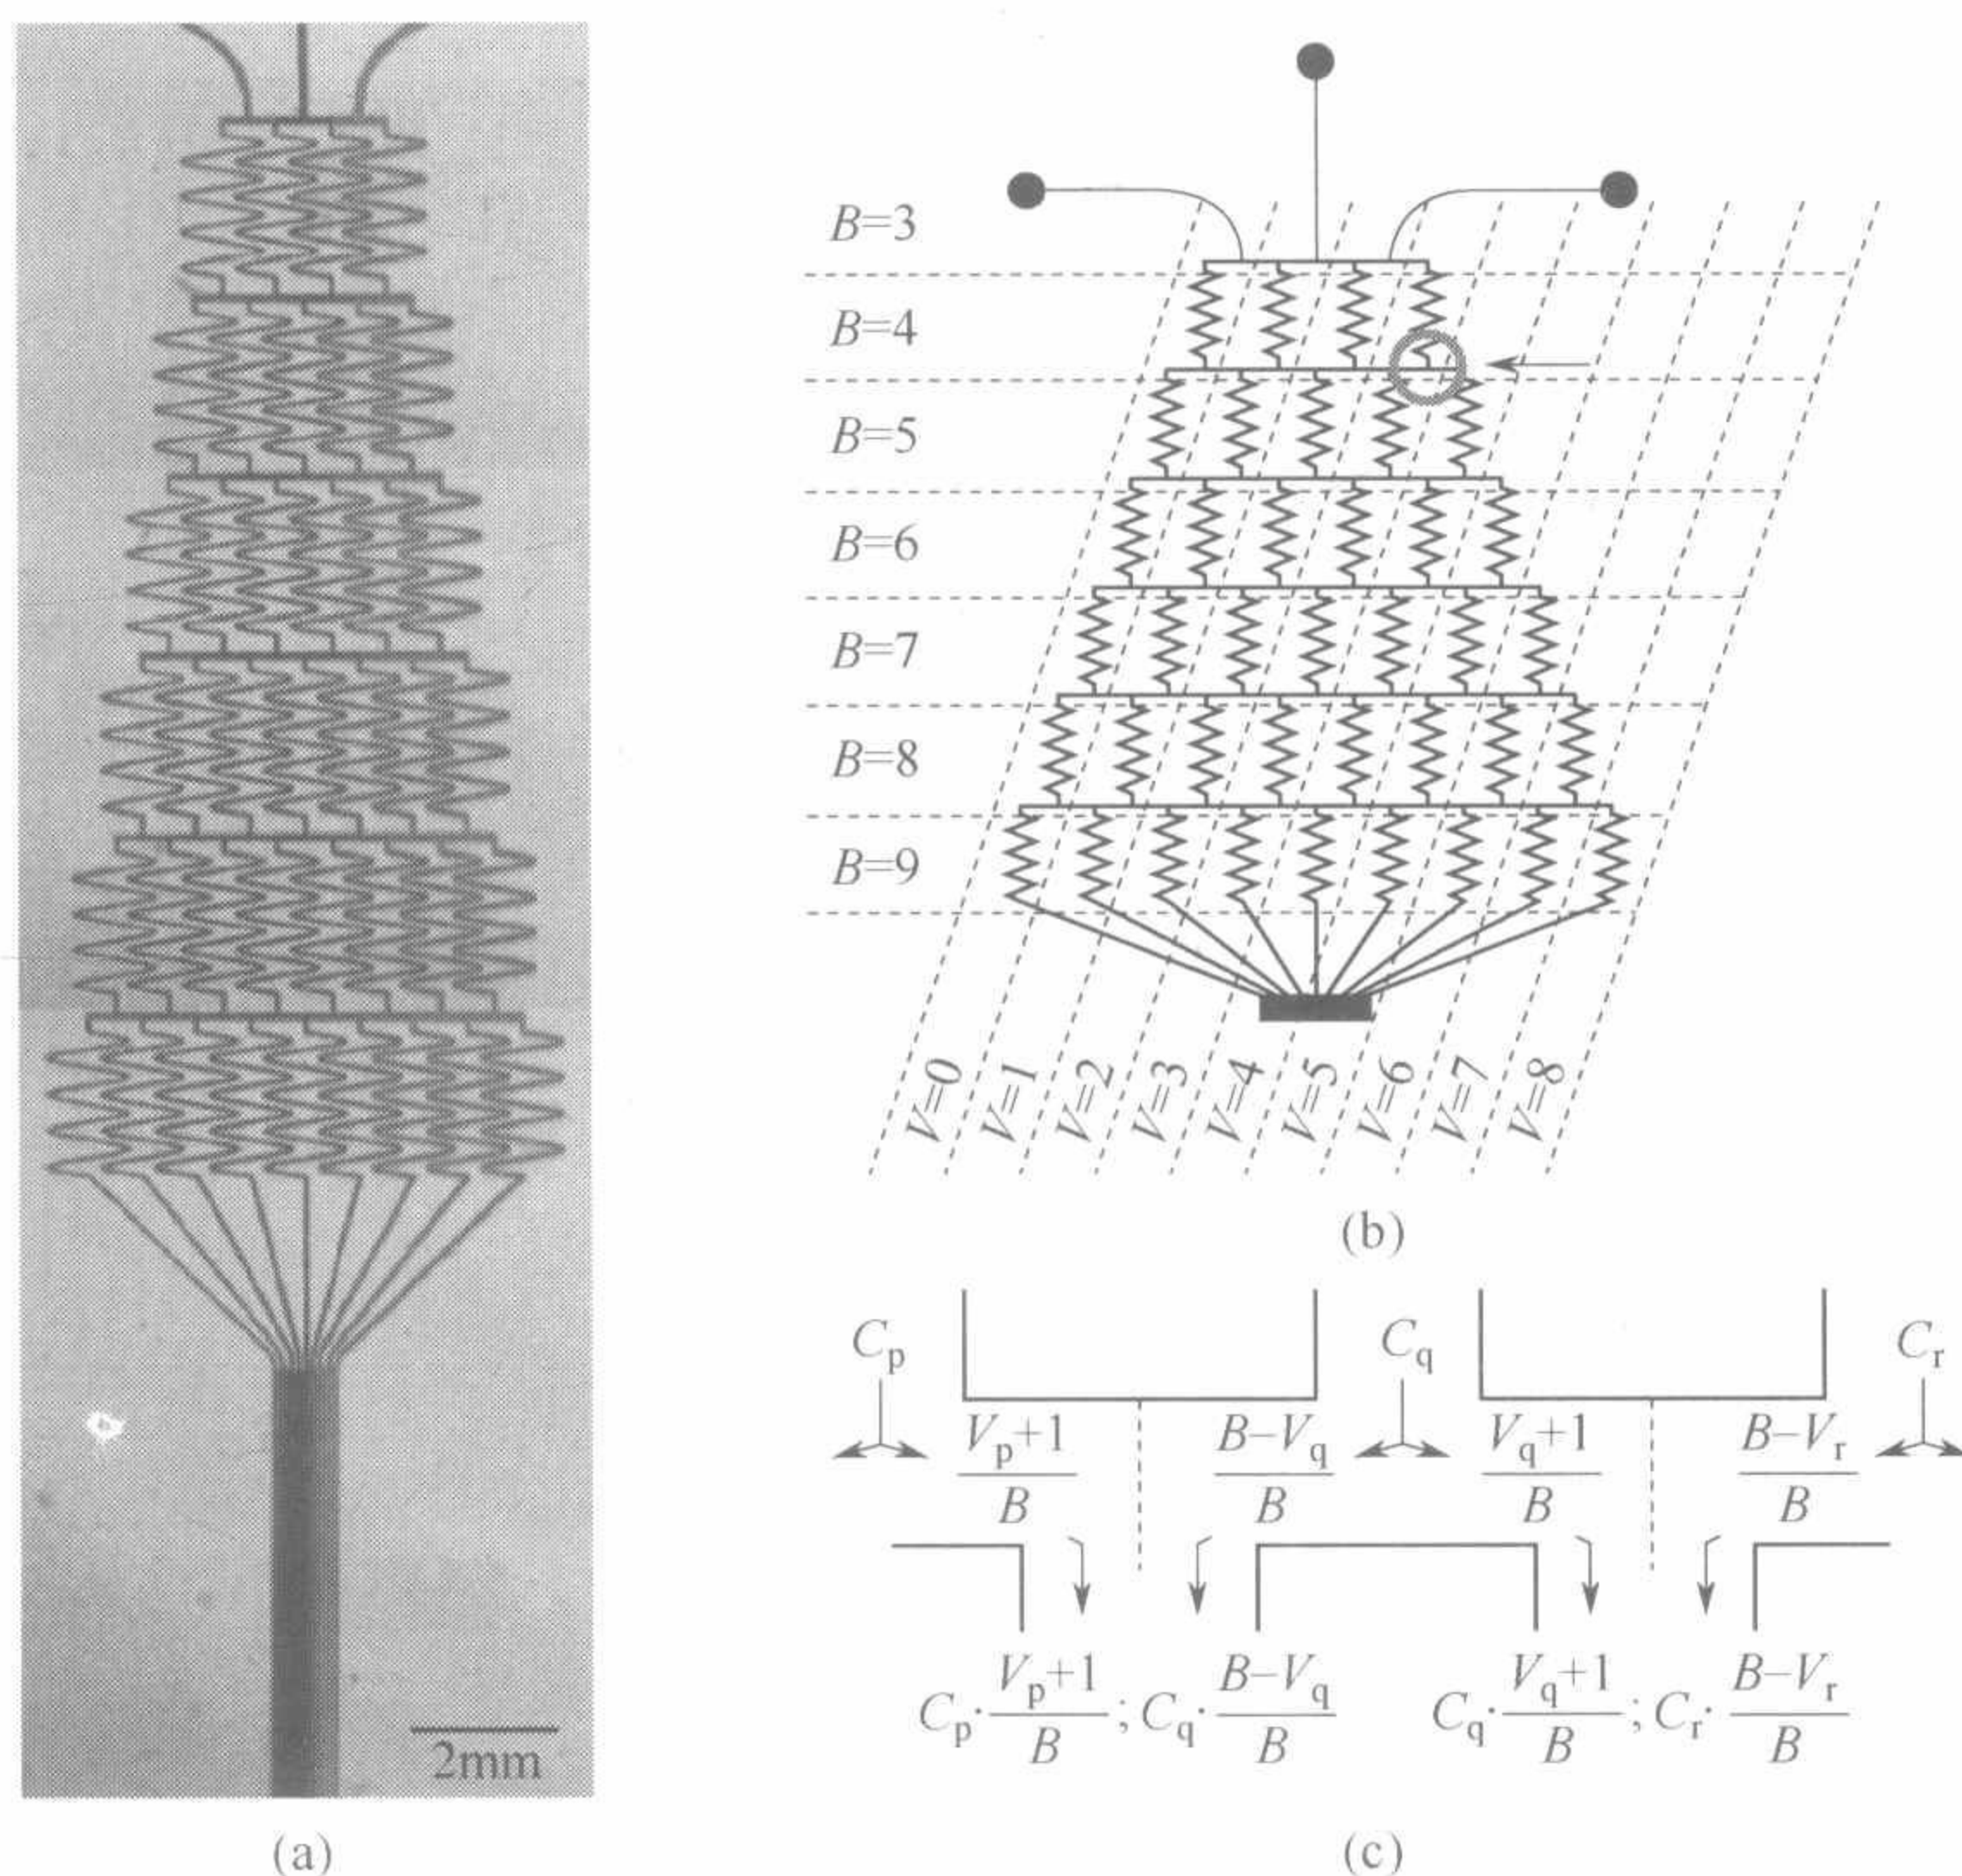 2mm
(a)
B=3
B=4
B=5
B=6
B=7
B=8
B=9
V=0
V=1
V=2
V=3
V=4
V=5
V=6
V=7
V=8
(b)
Cp Cq Cr
Vp+1 B–Vq Vq+1 B–Vr
B B B B
Cp· Vp+1 ; Cq· B–Vq Cq· Vq+1 ; Cr· B–Vr
B B B B
(c)